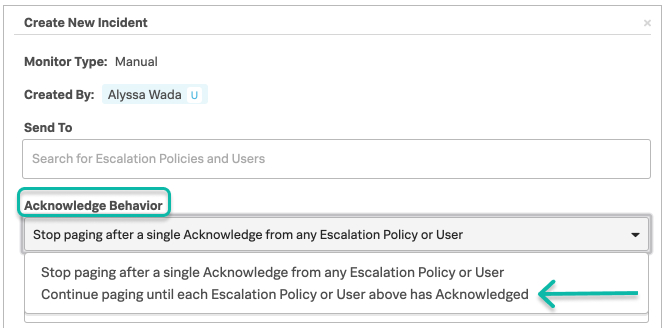 Create New Incident ×
Monitor Type: Manual
Created By: Alyssa Wada U
Send To
Search for Escalation Policies and Users
Acknowledge Behavior
Stop paging after a single Acknowledge from any Escalation Policy or User
Stop paging after a single Acknowledge from any Escalation Policy or User
Continue paging until each Escalation Policy or User above has Acknowledged